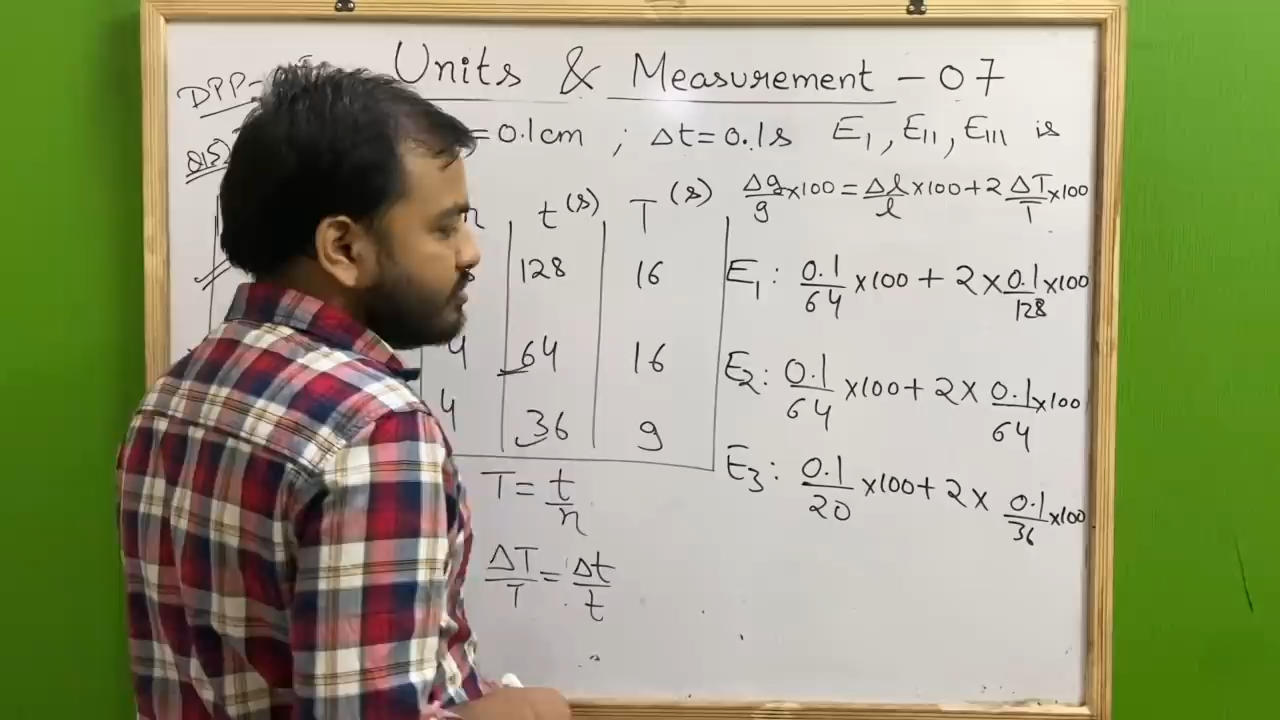 Units & Measurement - 07
DPP-
Q15
=0.1cm ; Δt=0.1s E₁, E₁₁, E₁₁₁ is
n t(s) T(s)
128 16
4 64 16
4 36 9
Δg/g×100 = Δl/l×100+2 ΔT/T×100
E₁: 0.1/64 ×100 + 2×0.1/128×100
E₂: 0.1/64 ×100+ 2× 0.1/64×100
E₃: 0.1/20 ×100+ 2× 0.1/36×100
T= t/n
ΔT/T=Δt/t